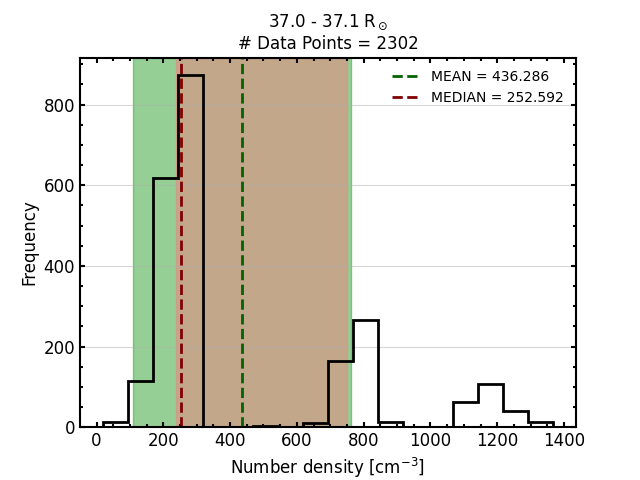 37.0 - 37.1 R⊙
# Data Points = 2302
MEAN = 436.286
MEDIAN = 252.592
Frequency
800
600
400
200
0
0 200 400 600 800 1000 1200 1400
Number density [cm⁻³]